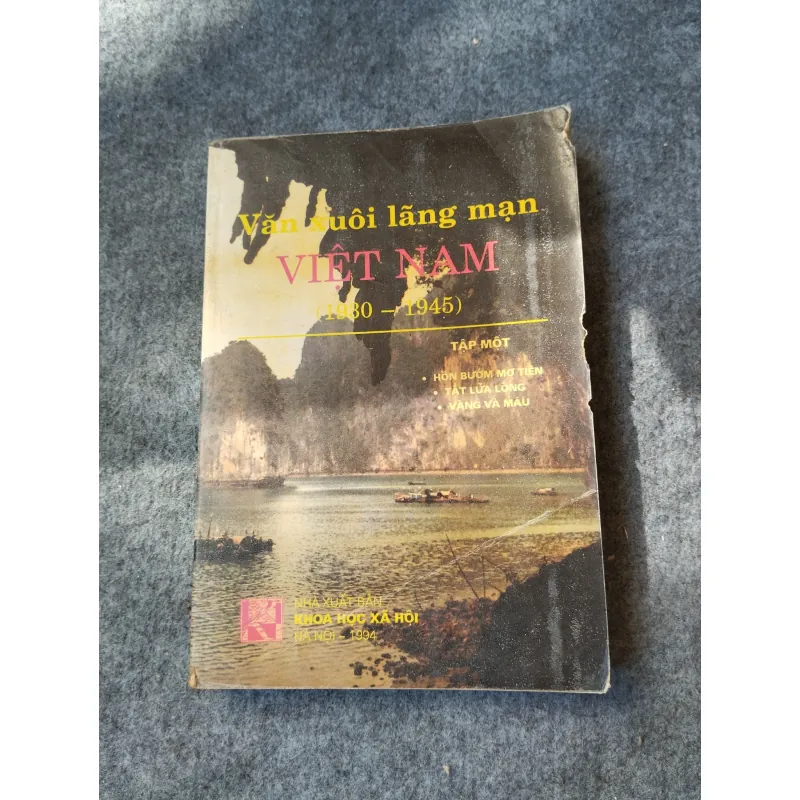 Văn xuôi lãng mạn
VIỆT NAM
(1930 – 1945)
TẬP MỘT
• HỒN BƯỚM MƠ TIÊN
• TẮT LỬA LÒNG
• VÀNG VÀ MÁU
NHÀ XUẤT BẢN
KHOA HỌC XÃ HỘI
HÀ NỘI - 1994